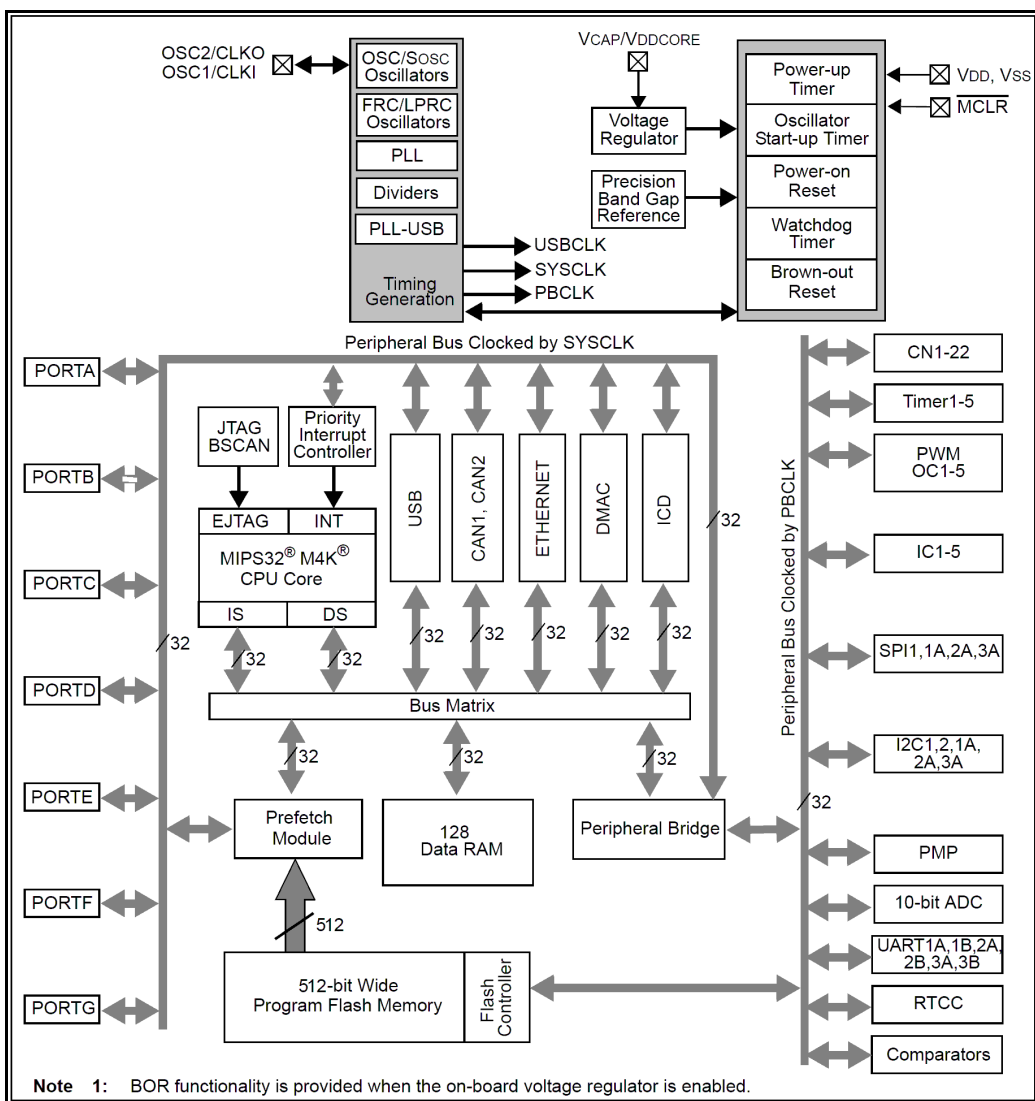 OSC2/CLKO
OSC1/CLKI
OSC/SOSC
Oscillators
FRC/LPRC
Oscillators
PLL
Dividers
PLL-USB
Timing
Generation
USBCLK
SYSCLK
PBCLK
VCAP/VDDCORE
Voltage
Regulator
Precision
Band Gap
Reference
Power-up
Timer
Oscillator
Start-up Timer
Power-on
Reset
Watchdog
Timer
Brown-out
Reset
VDD, VSS
MCLR
Peripheral Bus Clocked by SYSCLK
PORTA
PORTB
PORTC
PORTD
PORTE
PORTF
PORTG
32
JTAG
BSCAN
Priority
Interrupt
Controller
EJTAG
INT
MIPS32® M4K®
CPU Core
IS
DS
32
32
USB
CAN1, CAN2
ETHERNET
DMAC
ICD
32
32
32
32
32
32
Bus Matrix
32
32
32
Prefetch
Module
128
Data RAM
Peripheral Bridge
512
512-bit Wide
Program Flash Memory
Flash
Controller
Peripheral Bus Clocked by PBCLK
32
CN1-22
Timer1-5
PWM
OC1-5
IC1-5
SPI1,1A,2A,3A
I2C1,2,1A,
2A,3A
PMP
10-bit ADC
UART1A,1B,2A,
2B,3A,3B
RTCC
Comparators
Note 1: BOR functionality is provided when the on-board voltage regulator is enabled.